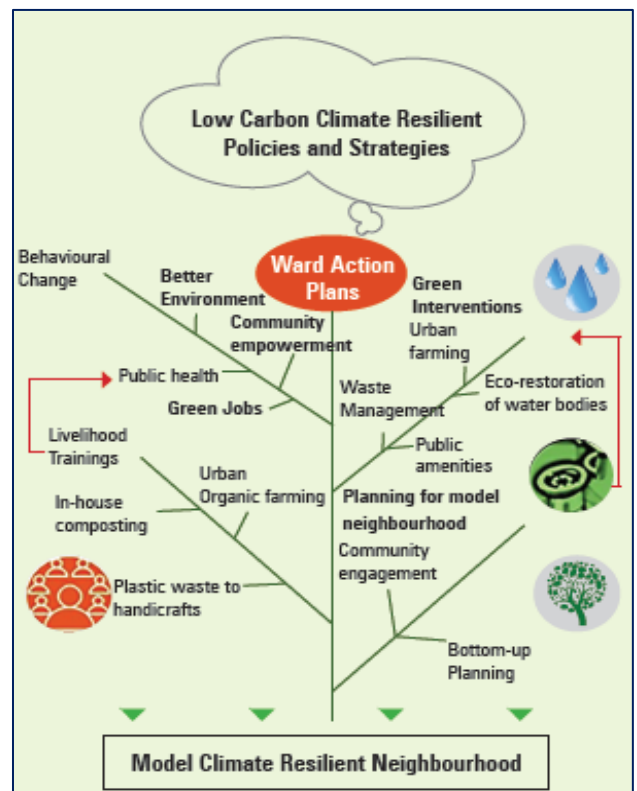 Low Carbon Climate Resilient
Policies and Strategies
Ward Action
Plans
Behavioural
Change
Better
Environment
Community
empowerment
Public health
Green Jobs
Green
Interventions
Urban
farming
Waste
Management
Eco-restoration
of water bodies
Public
amenities
Livelihood
Trainings
Urban
Organic farming
In-house
composting
Plastic waste to
handicrafts
Planning for model
neighbourhood
Community
engagement
Bottom-up
Planning
Model Climate Resilient Neighbourhood